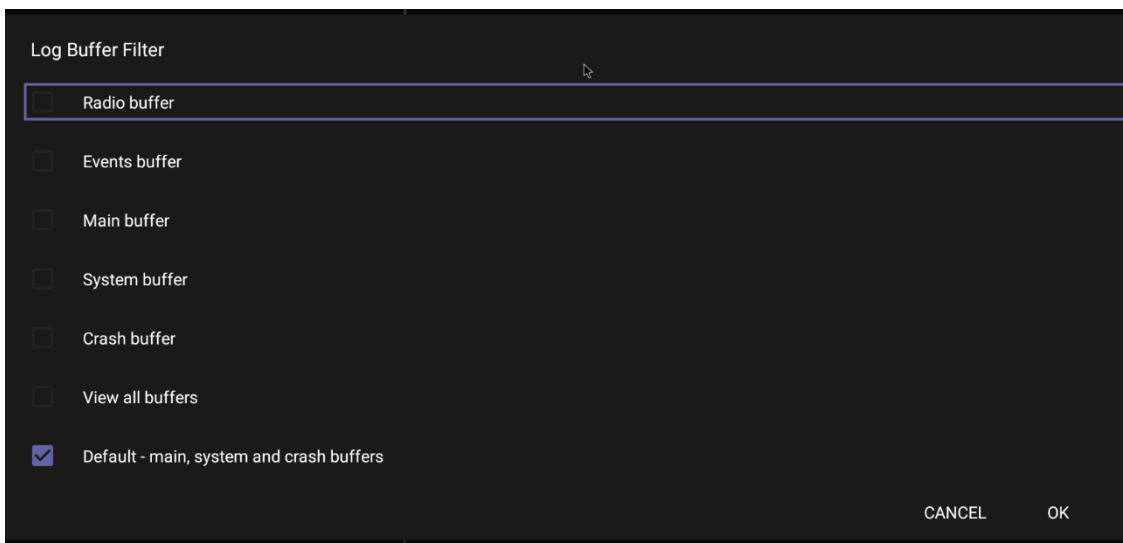 Log Buffer Filter
Radio buffer
Events buffer
Main buffer
System buffer
Crash buffer
View all buffers
Default - main, system and crash buffers
CANCEL OK